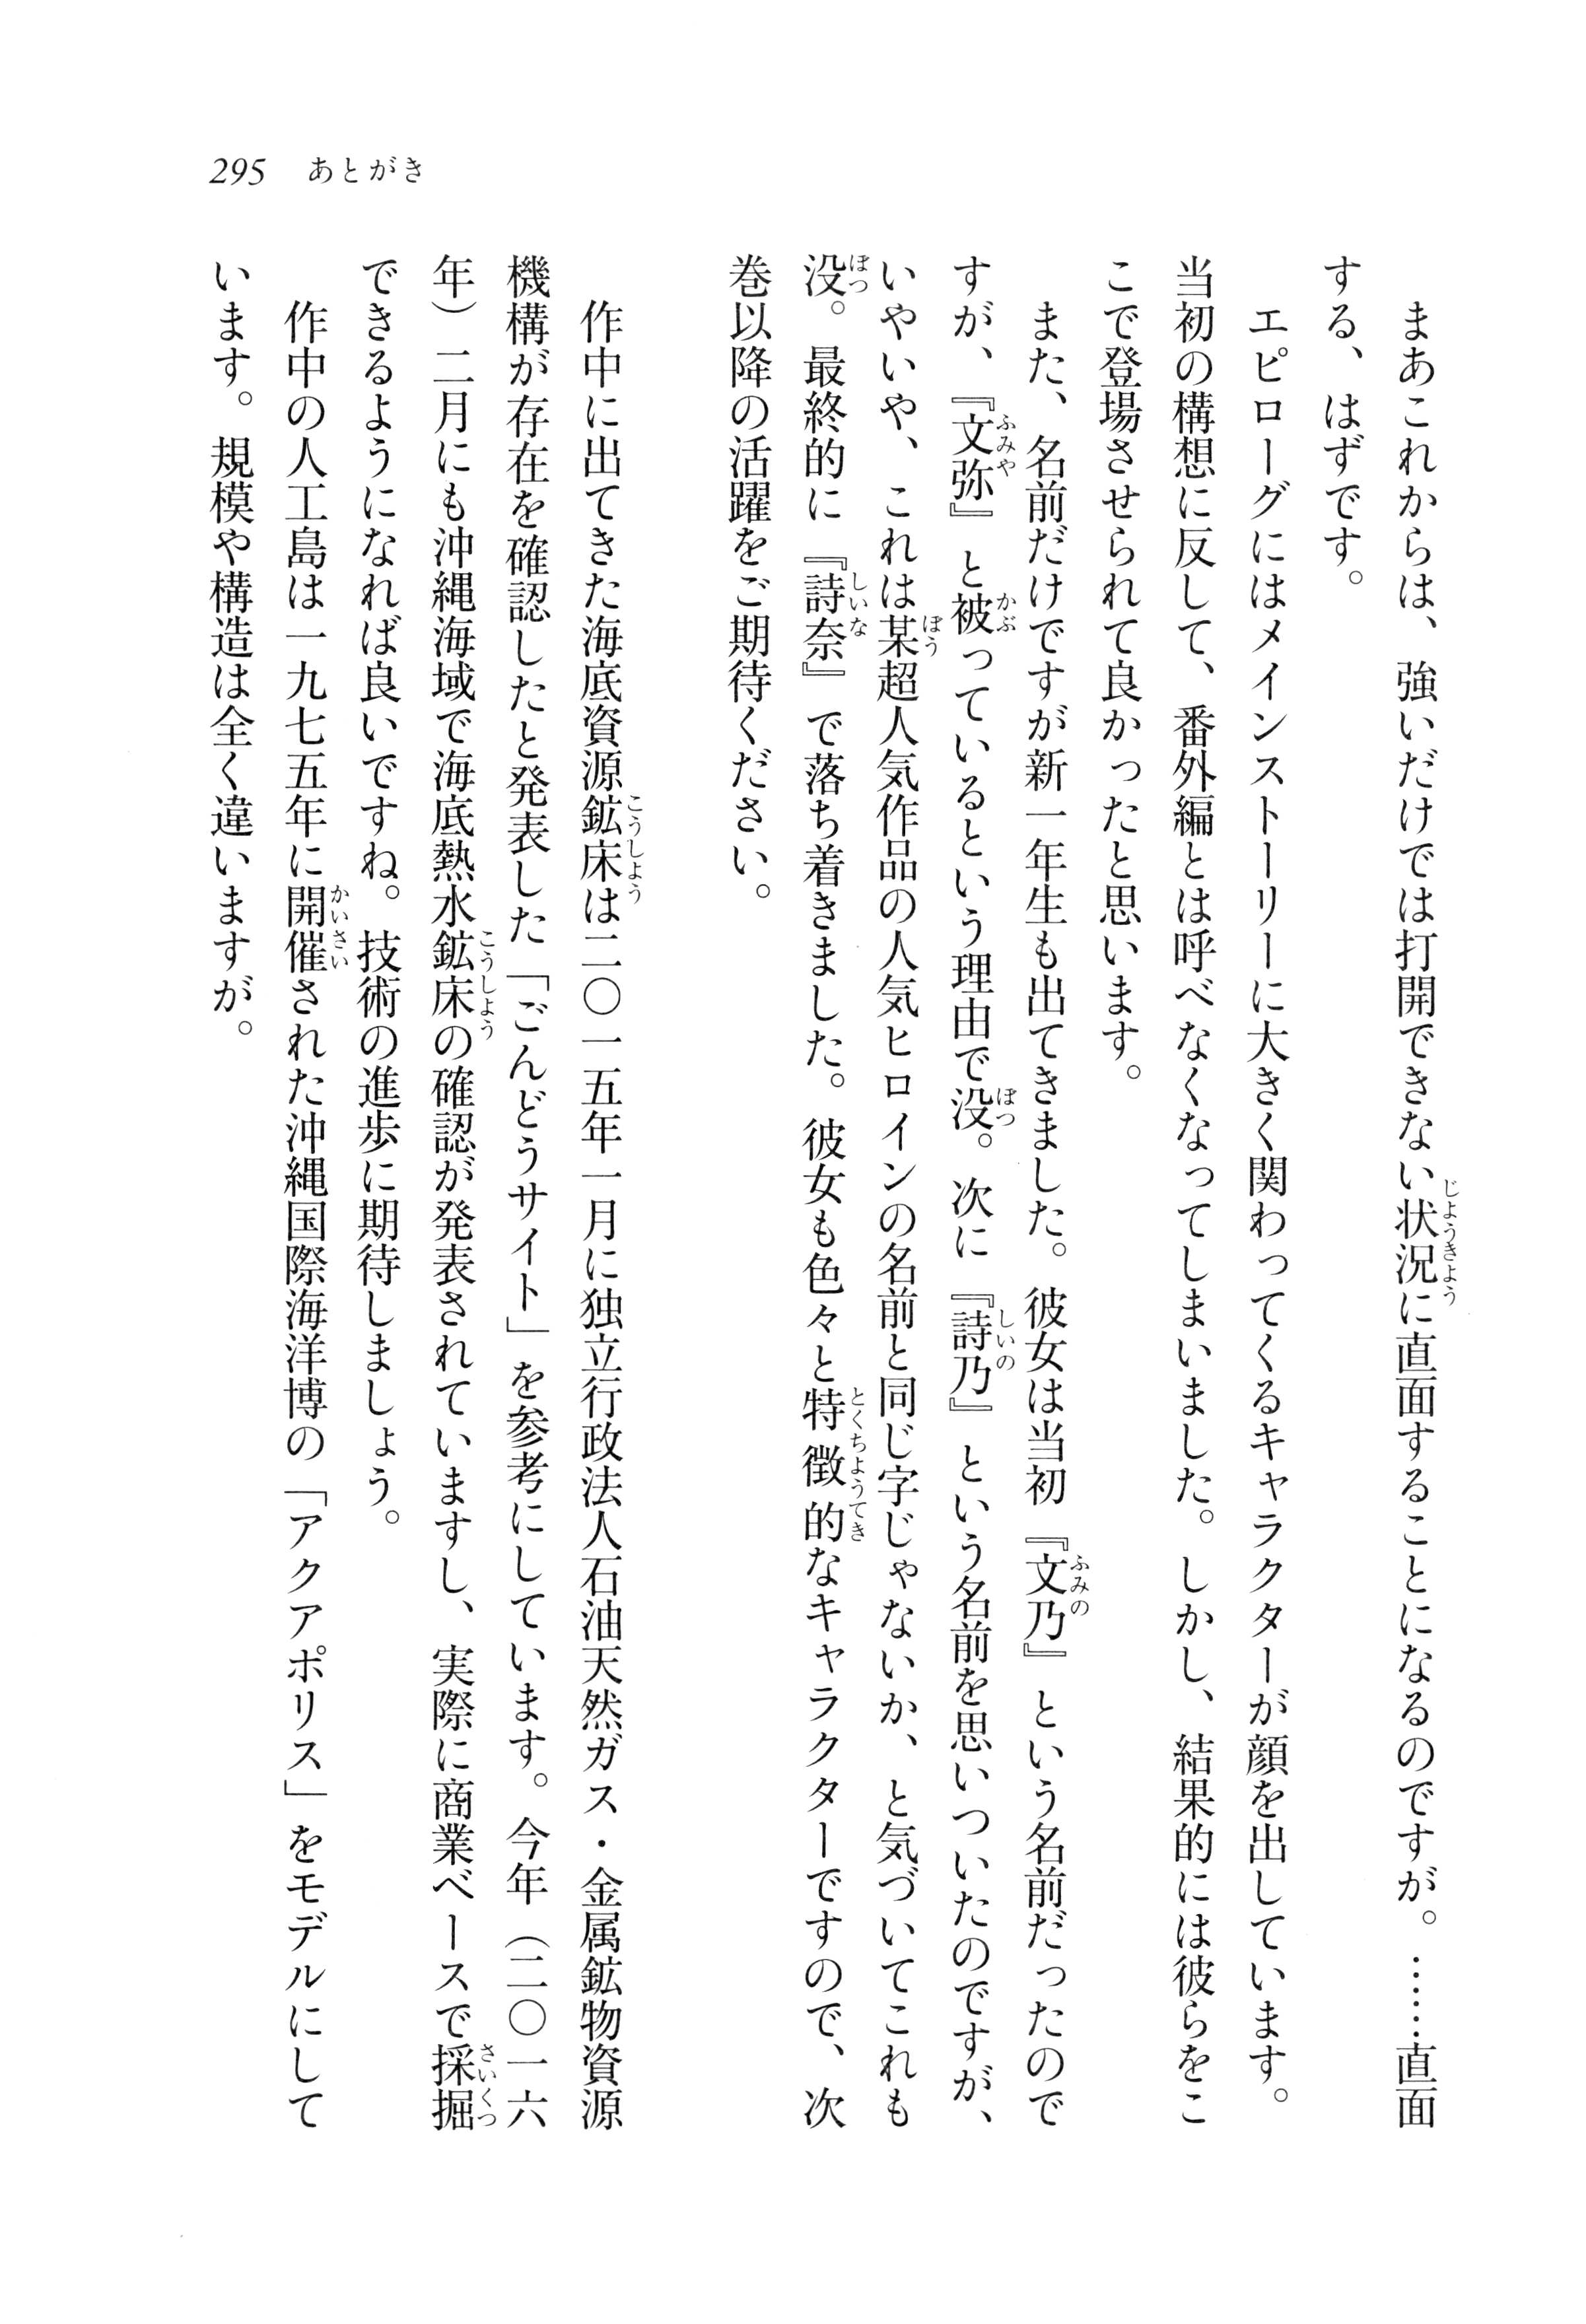 295 あとがき
まあこれからは、強いだけでは打開できない状況に直面することになるのですが。……直面
する、はずです。
エピローグにはメインストーリーに大きく関わってくるキャラクターが顔を出しています。
当初の構想に反して、番外編とは呼べなくなってしまいました。しかし、結果的には彼らをこ
こで登場させられて良かったと思います。
また、名前だけですが新一年生も出てきました。彼女は当初『文乃』という名前だったので
すが、『文弥』と被っているという理由で没。次に『詩乃』という名前を思いついたのですが、
いやいや、これは某超人気作品の人気ヒロインの名前と同じ字じゃないか、と気づいてこれも
没。最終的に『詩奈』で落ち着きました。彼女も色々と特徴的なキャラクターですので、次
巻以降の活躍をご期待ください。
作中に出てきた海底資源鉱床は二〇一五年一月に独立行政法人石油天然ガス・金属鉱物資源
機構が存在を確認したと発表した「ごんどうサイト」を参考にしています。今年（二〇一六
年）二月にも沖縄海域で海底熱水鉱床の確認が発表されていますし、実際に商業ベースで採掘
できるようになれば良いですね。技術の進歩に期待しましょう。
作中の人工島は一九七五年に開催された沖縄国際海洋博の「アクアポリス」をモデルにして
います。規模や構造は全く違いますが。